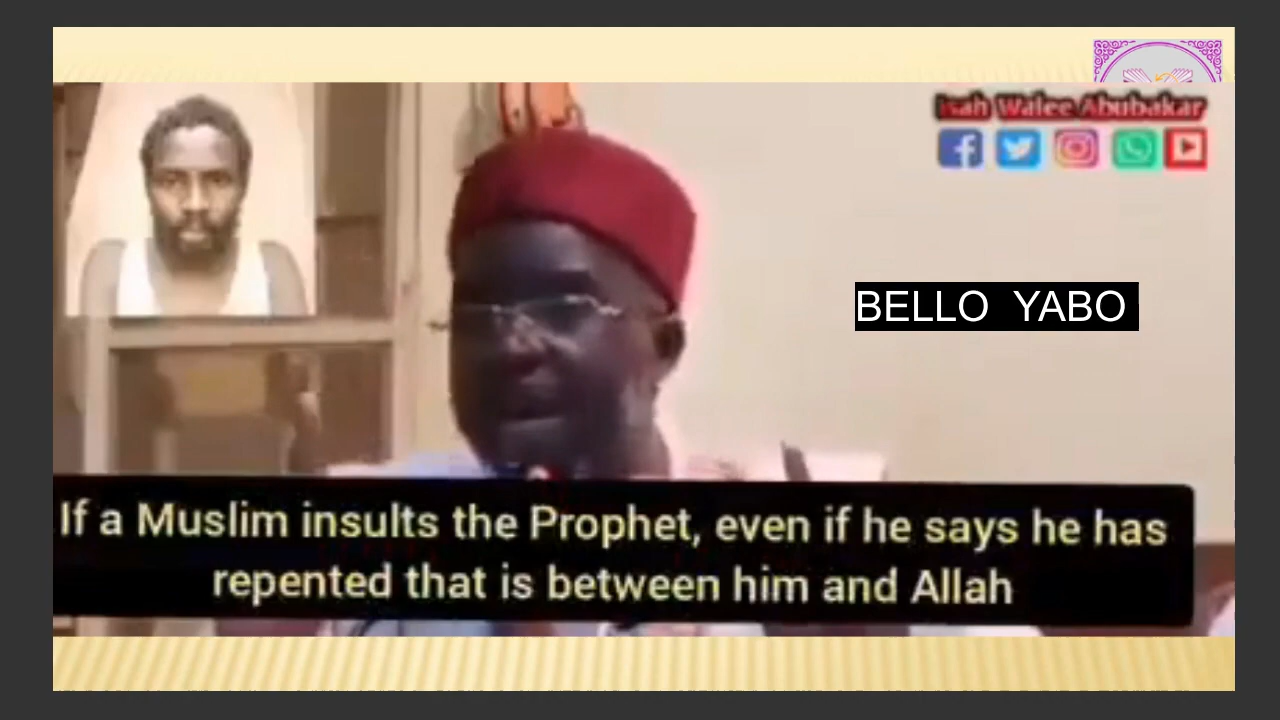 Isah Walee Abubakar
BELLO YABO
If a Muslim insults the Prophet, even if he says he has
repented that is between him and Allah